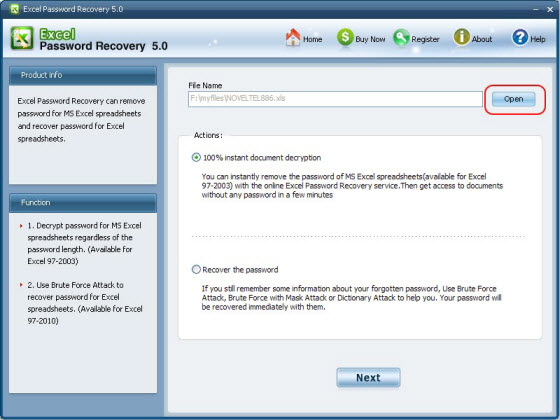 Excel Password Recovery 5.0
Excel
Password Recovery 5.0
Home
Buy Now
Register
About
Help
Product info
Excel Password Recovery can remove
password for MS Excel spreadsheets
and recover password for Excel
spreadsheets.
Function
1. Decrypt password for MS Excel
spreadsheets regardless of the
password length. (Available for
Excel 97-2003)
2. Use Brute Force Attack to
recover password for Excel
spreadsheets. (Available for Excel
97-2010)
File Name
F:\myfiles\NOVELTEL886.xls
Open
Actions:
100% instant document decryption
You can instantly remove the password of MS Excel spreadsheets(available for Excel
97-2003) with the online Excel Password Recovery service.Then get access to documents
without any password in a few minutes
Recover the password
If you still remember some information about your forgotten password, Use Brute Force
Attack, Brute Force with Mask Attack or Dictionary Attack to help you. Your password will
be recovered immediately with them.
Next